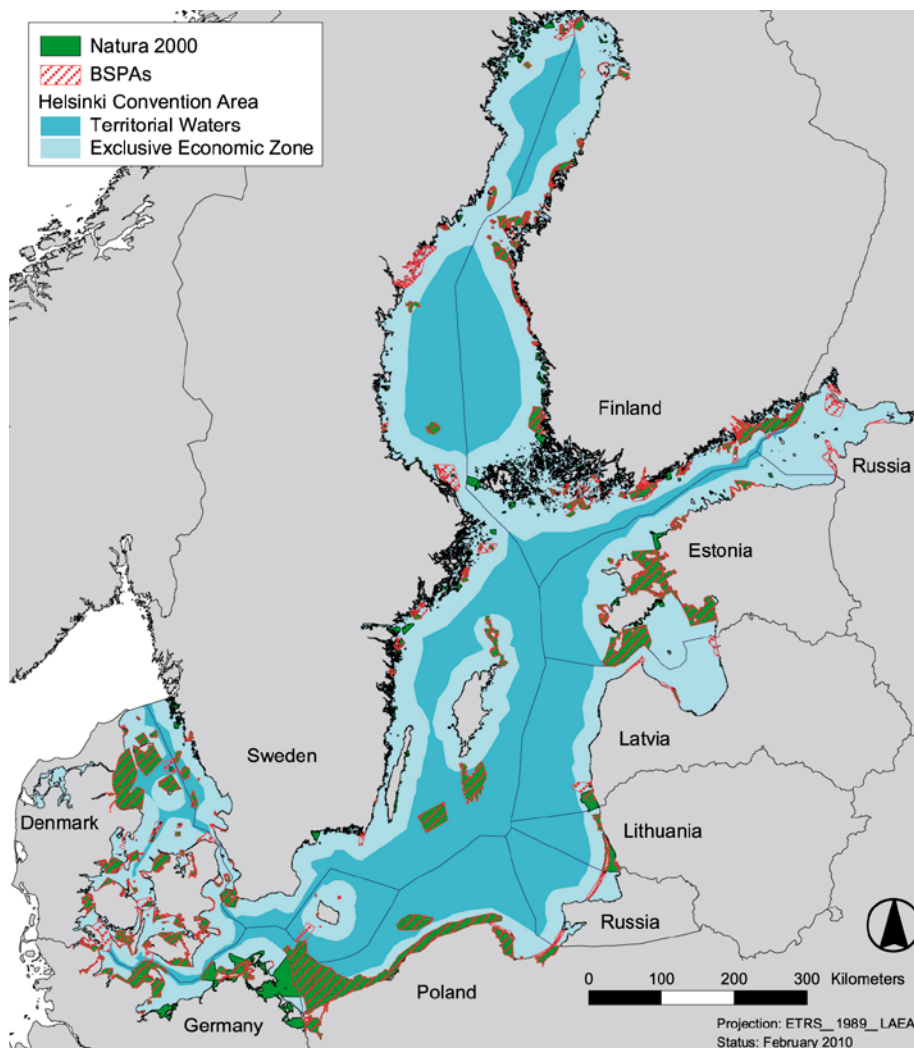 Natura 2000
BSPAs
Helsinki Convention Area
Territorial Waters
Exclusive Economic Zone
Finland
Russia
Estonia
Sweden
Latvia
Denmark
Lithuania
Russia
Poland
Germany
0 100 200 300 Kilometers
Projection: ETRS_1989_LAEA
Status: February 2010